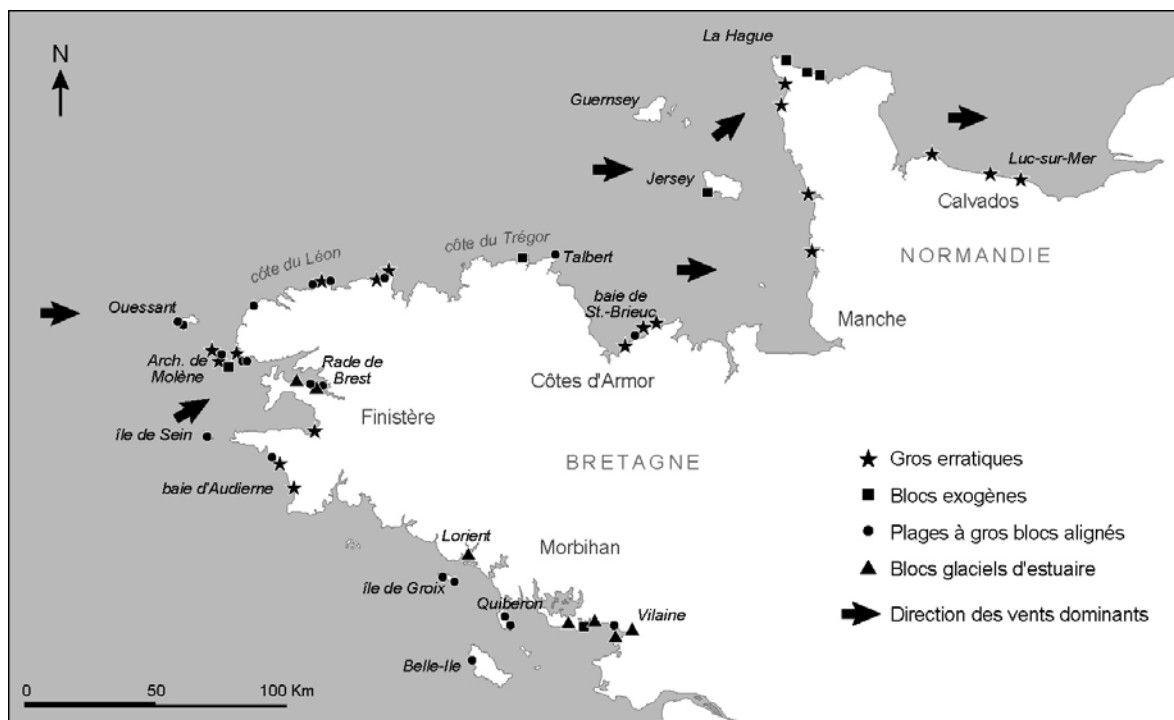 La Hague
N
Guernsey
Jersey
Luc-sur-Mer
Calvados
NORMANDIE
côte du Léon
côte du Trégor
Talbert
baie de
St.-Brieuc
Manche
Ouessant
Arch. de
Molène
Rade de
Brest
Côtes d'Armor
Finistère
île de Sein
BRETAGNE
baie d'Audierne
Lorient
Morbihan
île de Groix
Quiberon
Vilaine
Belle-Ile
Gros erratiques
Blocs exogènes
Plages à gros blocs alignés
Blocs glaciels d'estuaire
Direction des vents dominants
0 50 100 Km